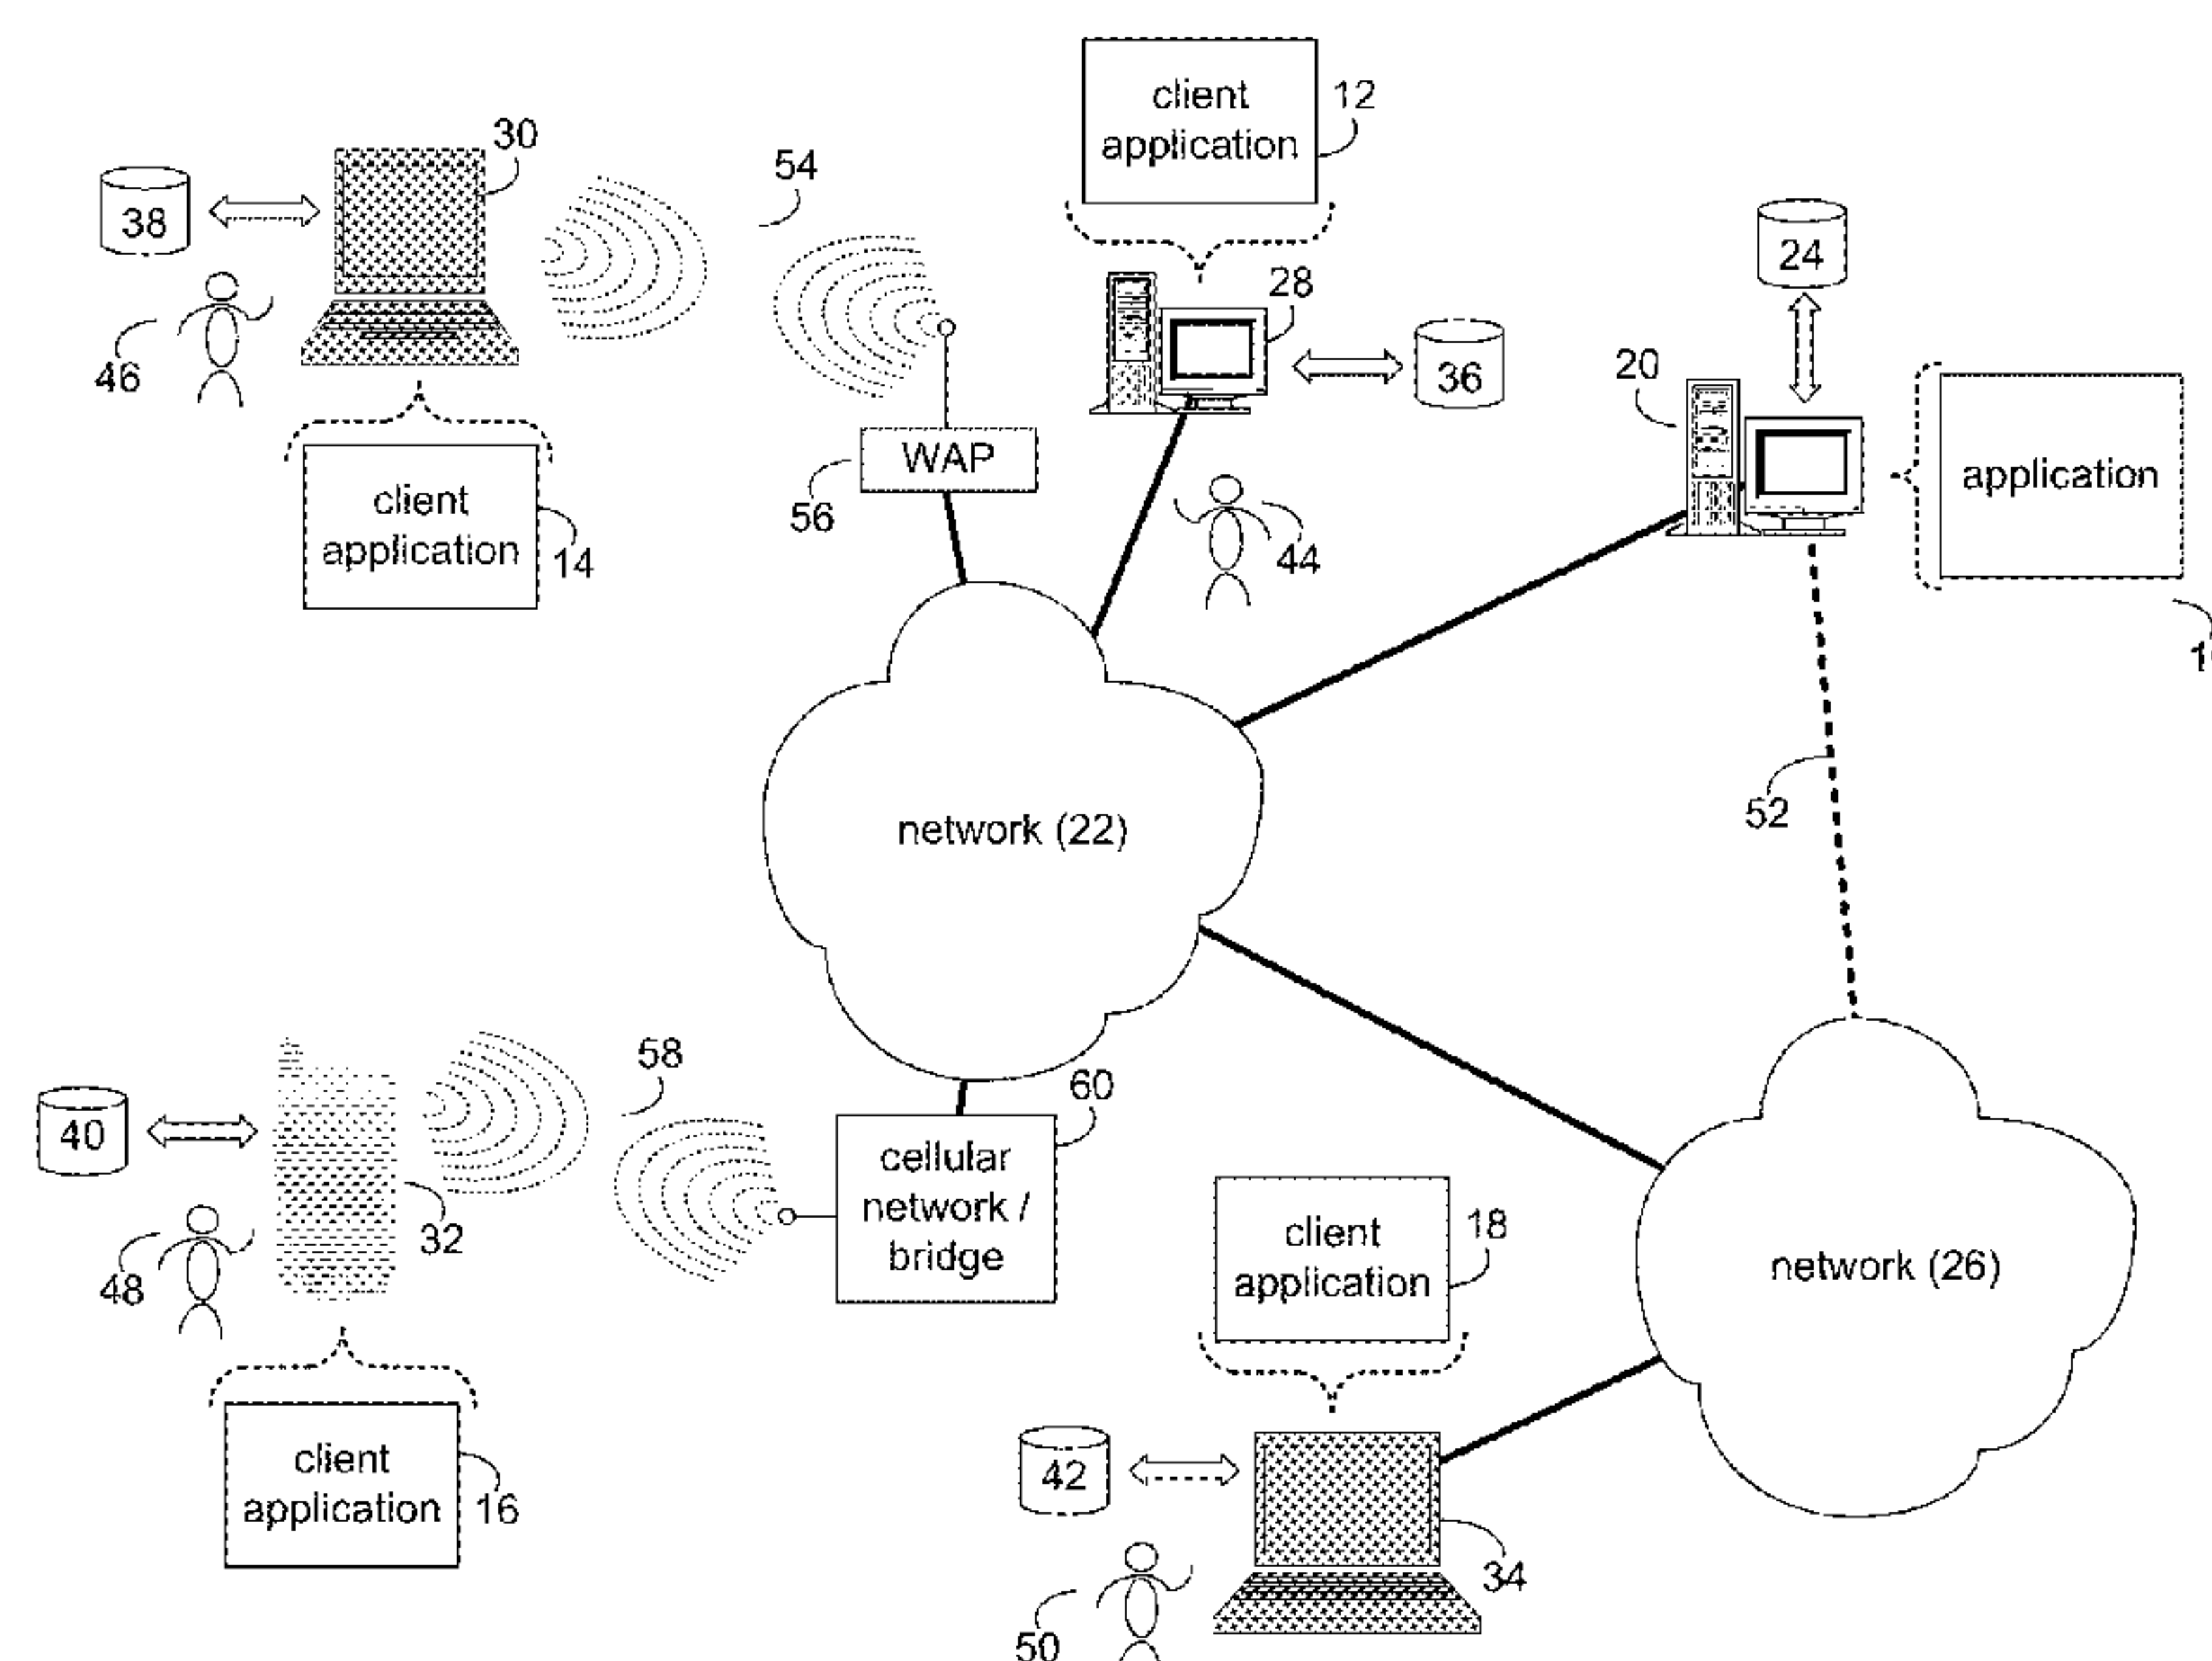 client
application
12
30
54
38
28
24
46
36
20
WAP
56
application
client
application
14
44
1
52
network (22)
58
60
40
cellular
network /
bridge
32
48
client
application
18
network (26)
client
application
16
42
34
50